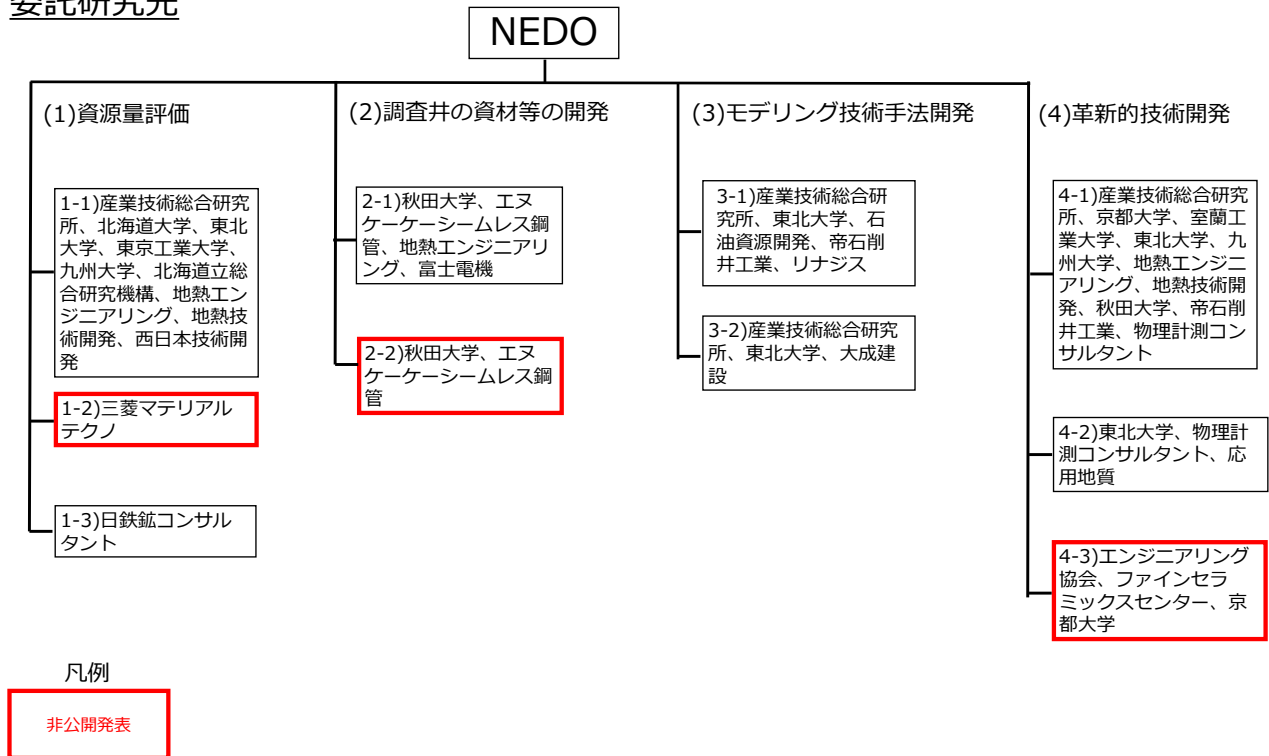 委託研究先
NEDO
(1)資源量評価
1-1)産業技術総合研究
所、北海道大学、東北
大学、東京工業大学、
九州大学、北海道立総
合研究機構、地熱エン
ジニアリング、地熱技
術開発、西日本技術開
発
1-2)三菱マテリアル
テクノ
1-3)日鉄鉱コンサル
タント
(2)調査井の資材等の開発
2-1)秋田大学、エヌ
ケーケーシームレス鋼
管、地熱エンジニアリ
ング、富士電機
2-2)秋田大学、エヌ
ケーケーシームレス鋼
管
(3)モデリング技術手法開発
3-1)産業技術総合研
究所、東北大学、石
油資源開発、帝石削
井工業、リナジス
3-2)産業技術総合研究
所、東北大学、大成建
設
(4)革新的技術開発
4-1)産業技術総合研究
所、京都大学、室蘭工
業大学、東北大学、九
州大学、地熱エンジニ
アリング、地熱技術開
発、秋田大学、帝石削
井工業、物理計測コン
サルタント
4-2)東北大学、物理計
測コンサルタント、応
用地質
4-3)エンジニアリング
協会、ファインセラ
ミックスセンター、京
都大学
凡例
非公開発表